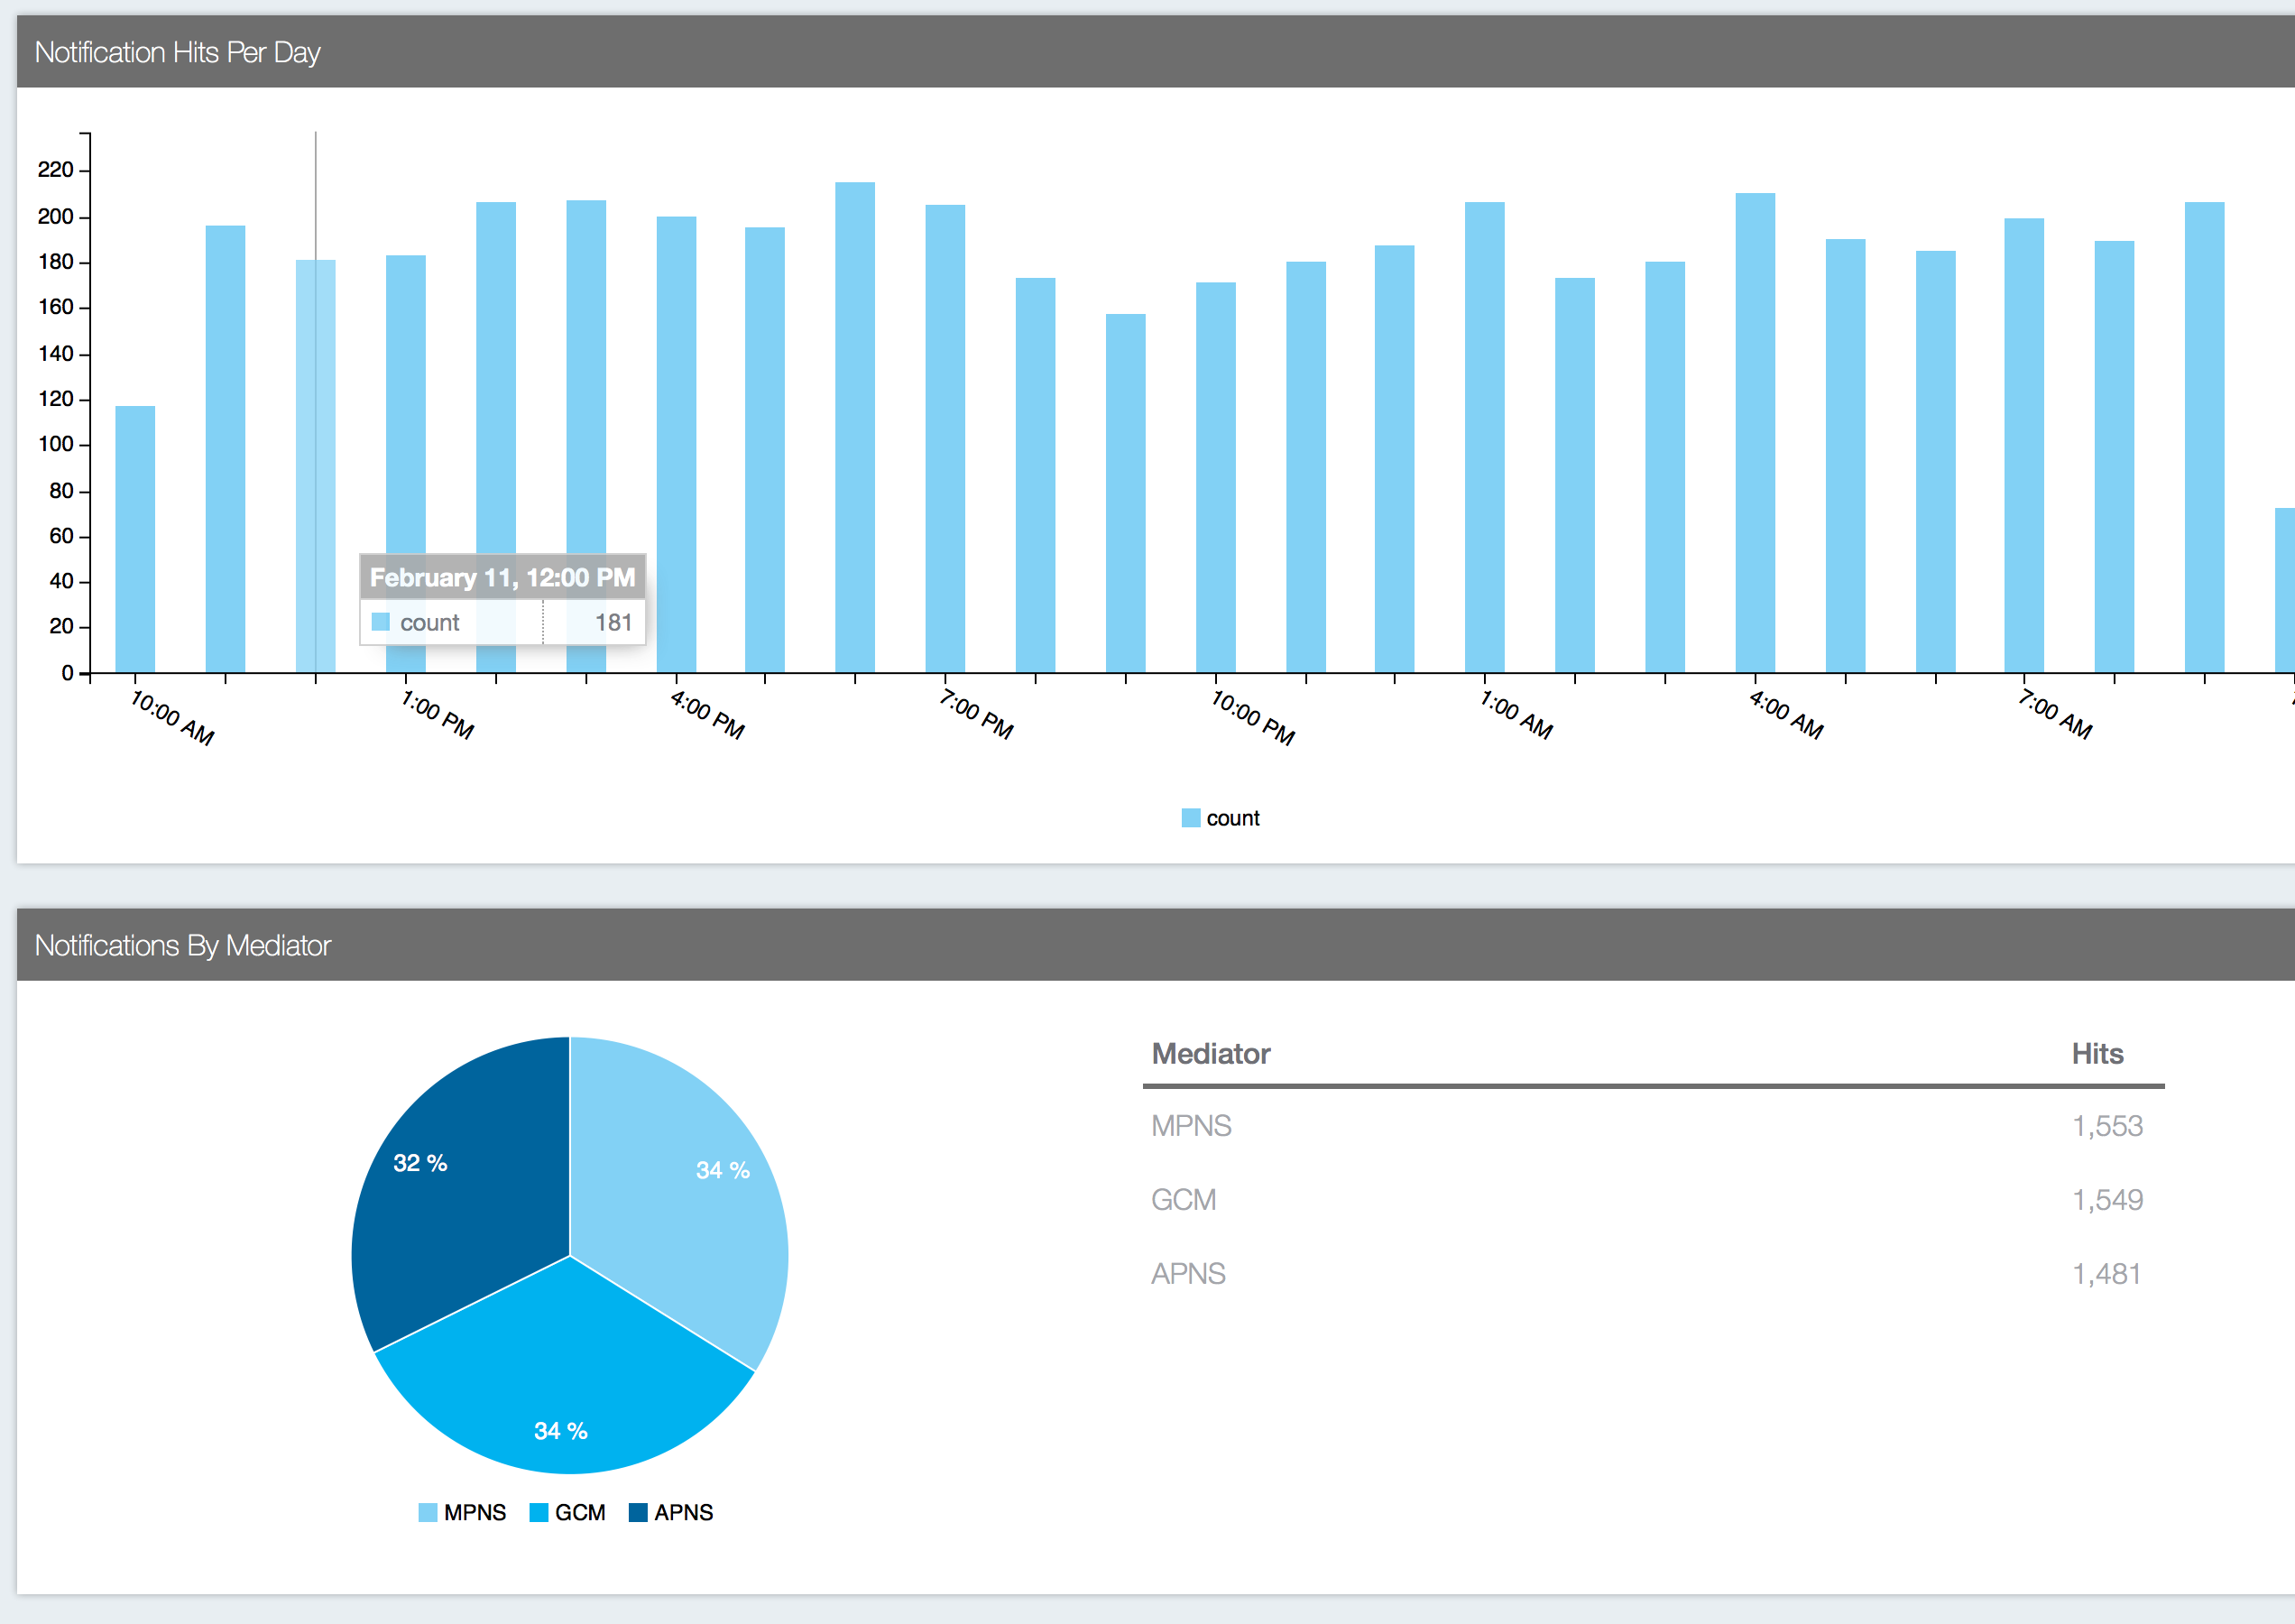 Notification Hits Per Day
220
200
180
160
140
120
100
80
60
40
20
0
February 11, 12:00 PM
count 181
10:00 AM 1:00 PM 4:00 PM 7:00 PM 10:00 PM 1:00 AM 4:00 AM 7:00 AM
count
Notifications By Mediator
32 %
34 %
34 %
MPNS GCM APNS
Mediator Hits
MPNS 1,553
GCM 1,549
APNS 1,481